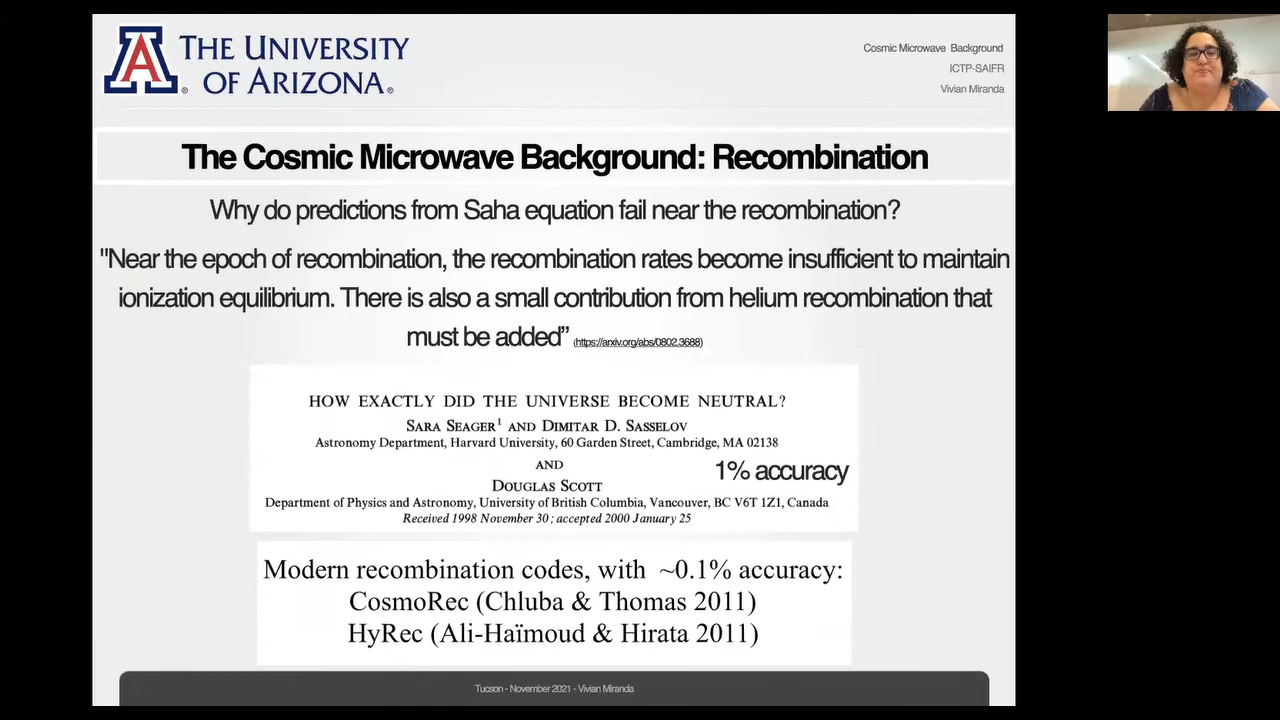 THE UNIVERSITY
OF ARIZONA®
Cosmic Microwave Background
ICTP-SAIFR
Vivian Miranda
The Cosmic Microwave Background: Recombination
Why do predictions from Saha equation fail near the recombination?
"Near the epoch of recombination, the recombination rates become insufficient to maintain
ionization equilibrium. There is also a small contribution from helium recombination that
must be added” (https://arxiv.org/abs/0802.3688)
HOW EXACTLY DID THE UNIVERSE BECOME NEUTRAL?
SARA SEAGER¹ AND DIMITAR D. SASSELOV
Astronomy Department, Harvard University, 60 Garden Street, Cambridge, MA 02138
AND
1% accuracy
DOUGLAS SCOTT
Department of Physics and Astronomy, University of British Columbia, Vancouver, BC V6T 1Z1, Canada
Received 1998 November 30; accepted 2000 January 25
Modern recombination codes, with ~0.1% accuracy:
CosmoRec (Chluba & Thomas 2011)
HyRec (Ali-Haïmoud & Hirata 2011)
Tucson - November 2021 - Vivian Miranda